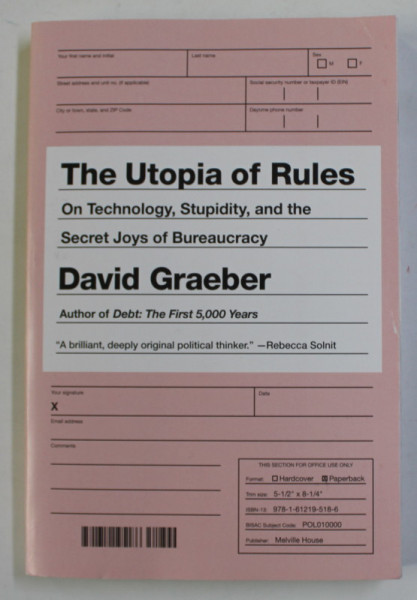 Your first name and initial Last name Sex
M F
Street address and unit no. (if applicable) Social security number or taxpayer ID (EIN)
City or town, state, and ZIP Code Daytime phone number
The Utopia of Rules
On Technology, Stupidity, and the
Secret Joys of Bureaucracy
David Graeber
Author of Debt: The First 5,000 Years
“A brilliant, deeply original political thinker.” —Rebecca Solnit
Your signature Date
X
Email address
Comments
THIS SECTION FOR OFFICE USE ONLY
Format: Hardcover Paperback
Trim size: 5-1/2" x 8-1/4"
ISBN-13: 978-1-61219-518-6
BISAC Subject Code: POL010000
Publisher: Melville House